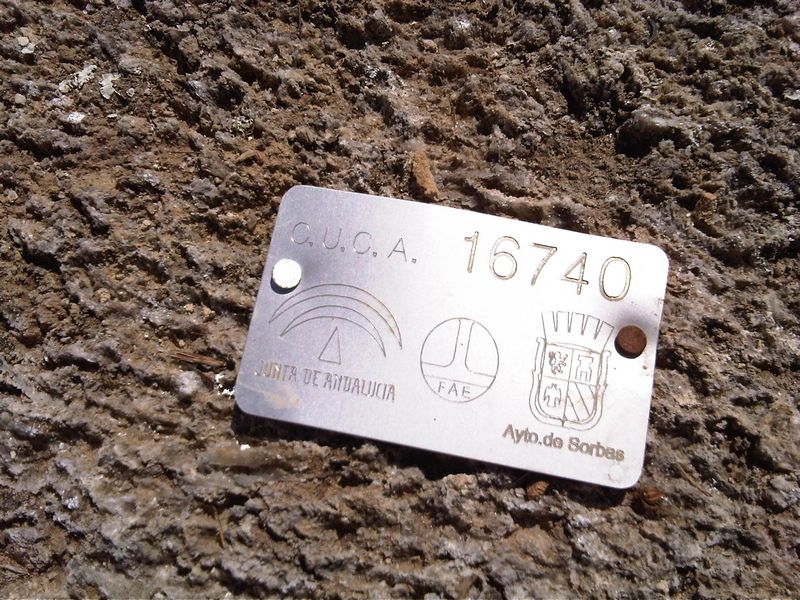 C.U.C.A. 16740
JUNTA DE ANDALUCIA
FAE
Ayto.de Sorbas